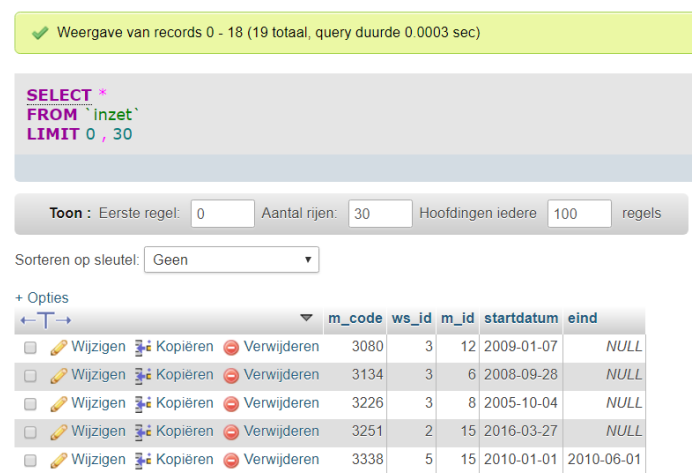 Weergave van records 0 - 18 (19 totaal, query duurde 0.0003 sec)
SELECT *
FROM `inzet`
LIMIT 0 , 30
Toon : Eerste regel: 0 Aantal rijen: 30 Hoofdingen iedere 100 regels
Sorteren op sleutel: Geen
+ Opties
←T→ m_code ws_id m_id startdatum eind
Wijzigen Kopiëren Verwijderen 3080 3 12 2009-01-07 NULL
Wijzigen Kopiëren Verwijderen 3134 3 6 2008-09-28 NULL
Wijzigen Kopiëren Verwijderen 3226 3 8 2005-10-04 NULL
Wijzigen Kopiëren Verwijderen 3251 2 15 2016-03-27 NULL
Wijzigen Kopiëren Verwijderen 3338 5 15 2010-01-01 2010-06-01